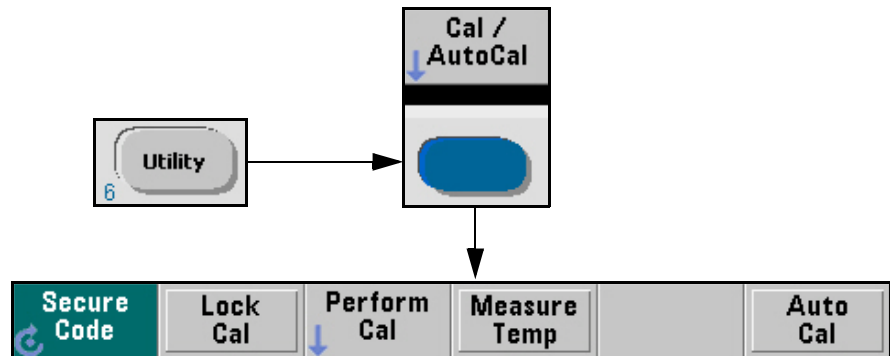 Cal /
AutoCal
Utility
6
Secure
Code
Lock
Cal
Perform
Cal
Measure
Temp
Auto
Cal